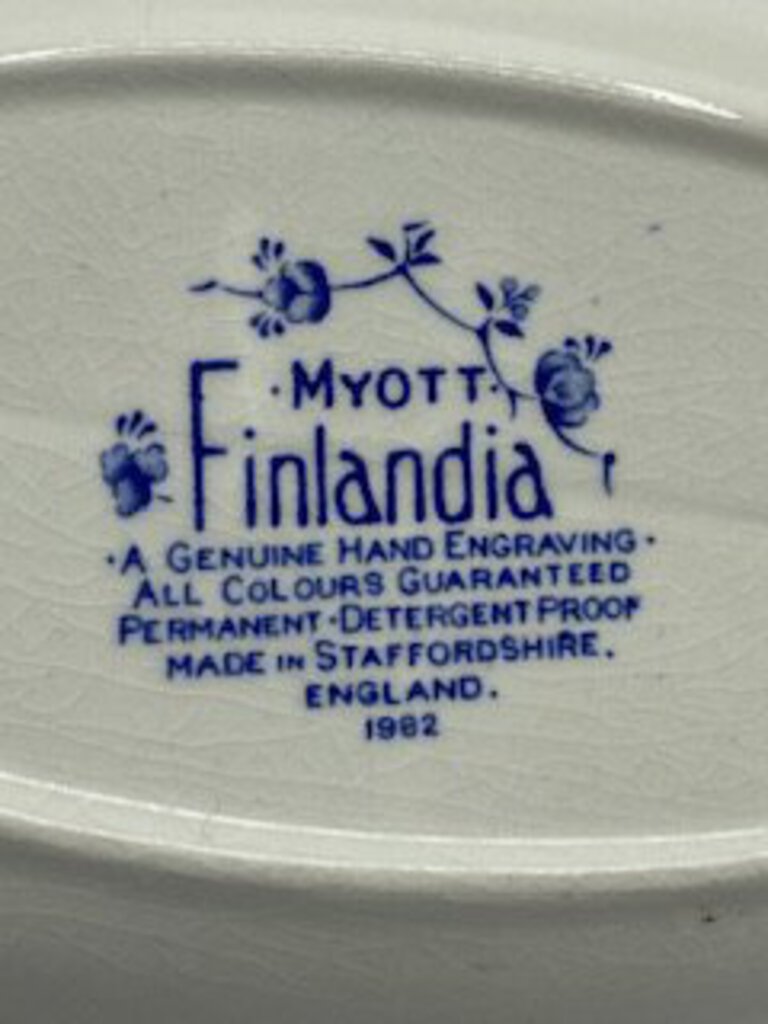 ·MYOTT·
Finlandia
·A GENUINE HAND ENGRAVING·
ALL COLOURS GUARANTEED
PERMANENT·DETERGENT PROOF
MADE IN STAFFORDSHIRE.
ENGLAND.
1982